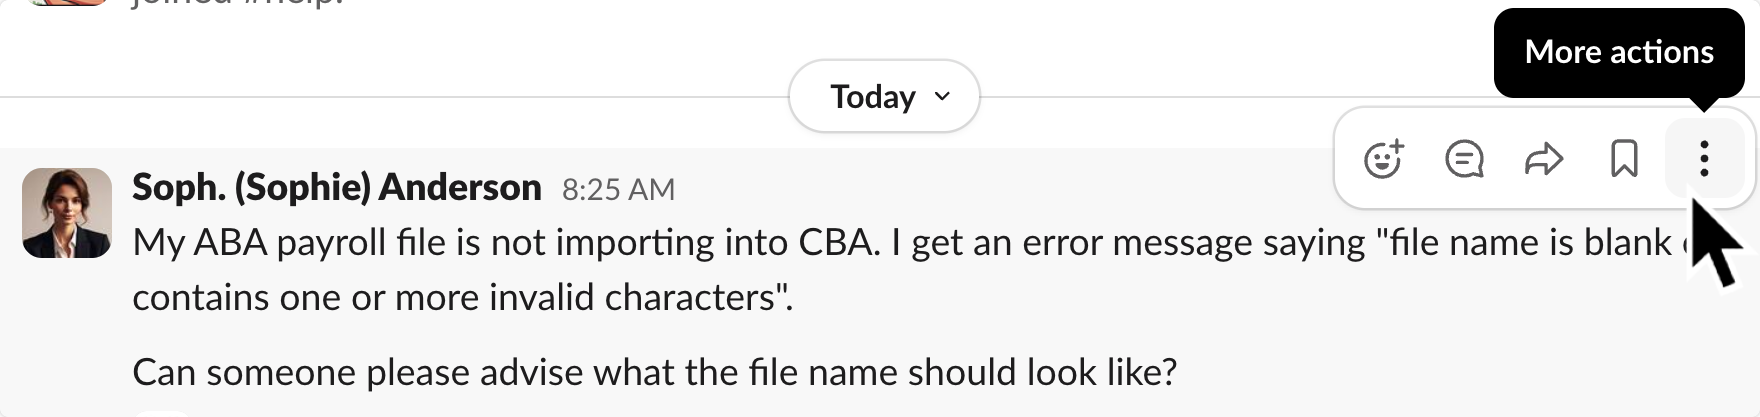 joined #help.
More actions
Today
Soph. (Sophie) Anderson 8:25 AM
My ABA payroll file is not importing into CBA. I get an error message saying "file name is blank
contains one or more invalid characters".
Can someone please advise what the file name should look like?